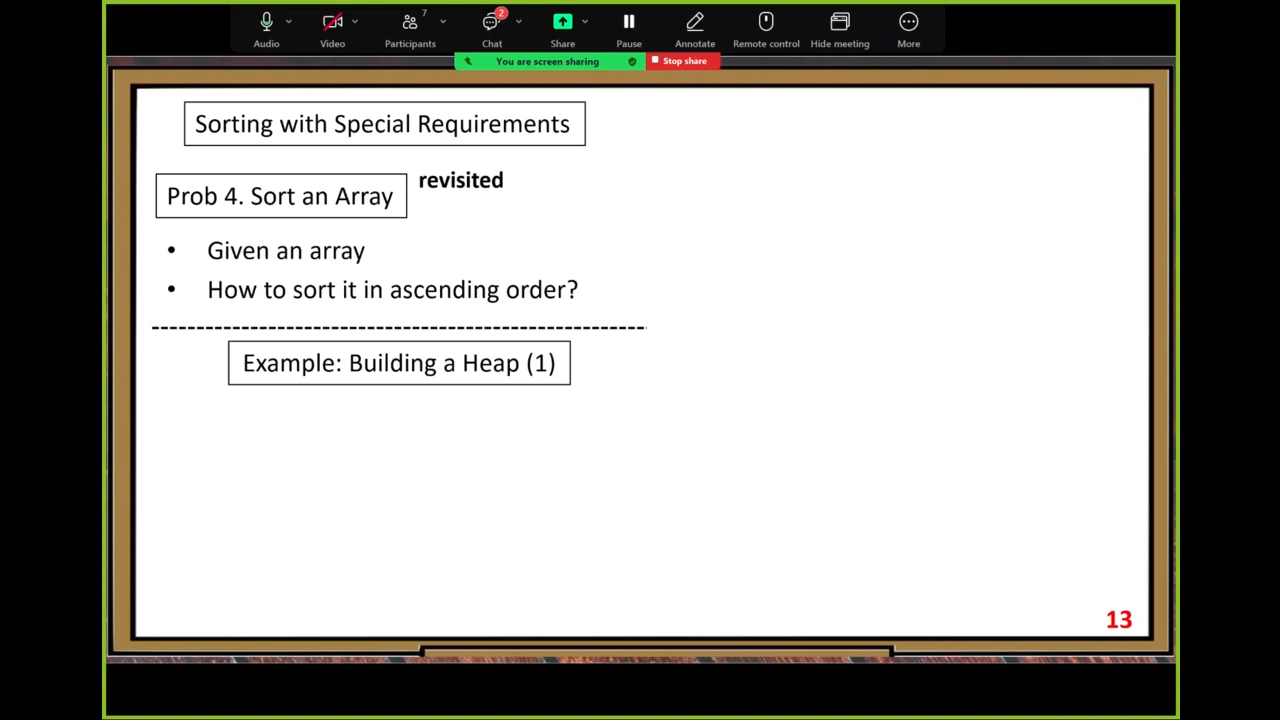 7
2
Audio Video Participants Chat Share Pause Annotate Remote control Hide meeting More
You are screen sharing Stop share
Sorting with Special Requirements
Prob 4. Sort an Array revisited
• Given an array
• How to sort it in ascending order?
Example: Building a Heap (1)
13